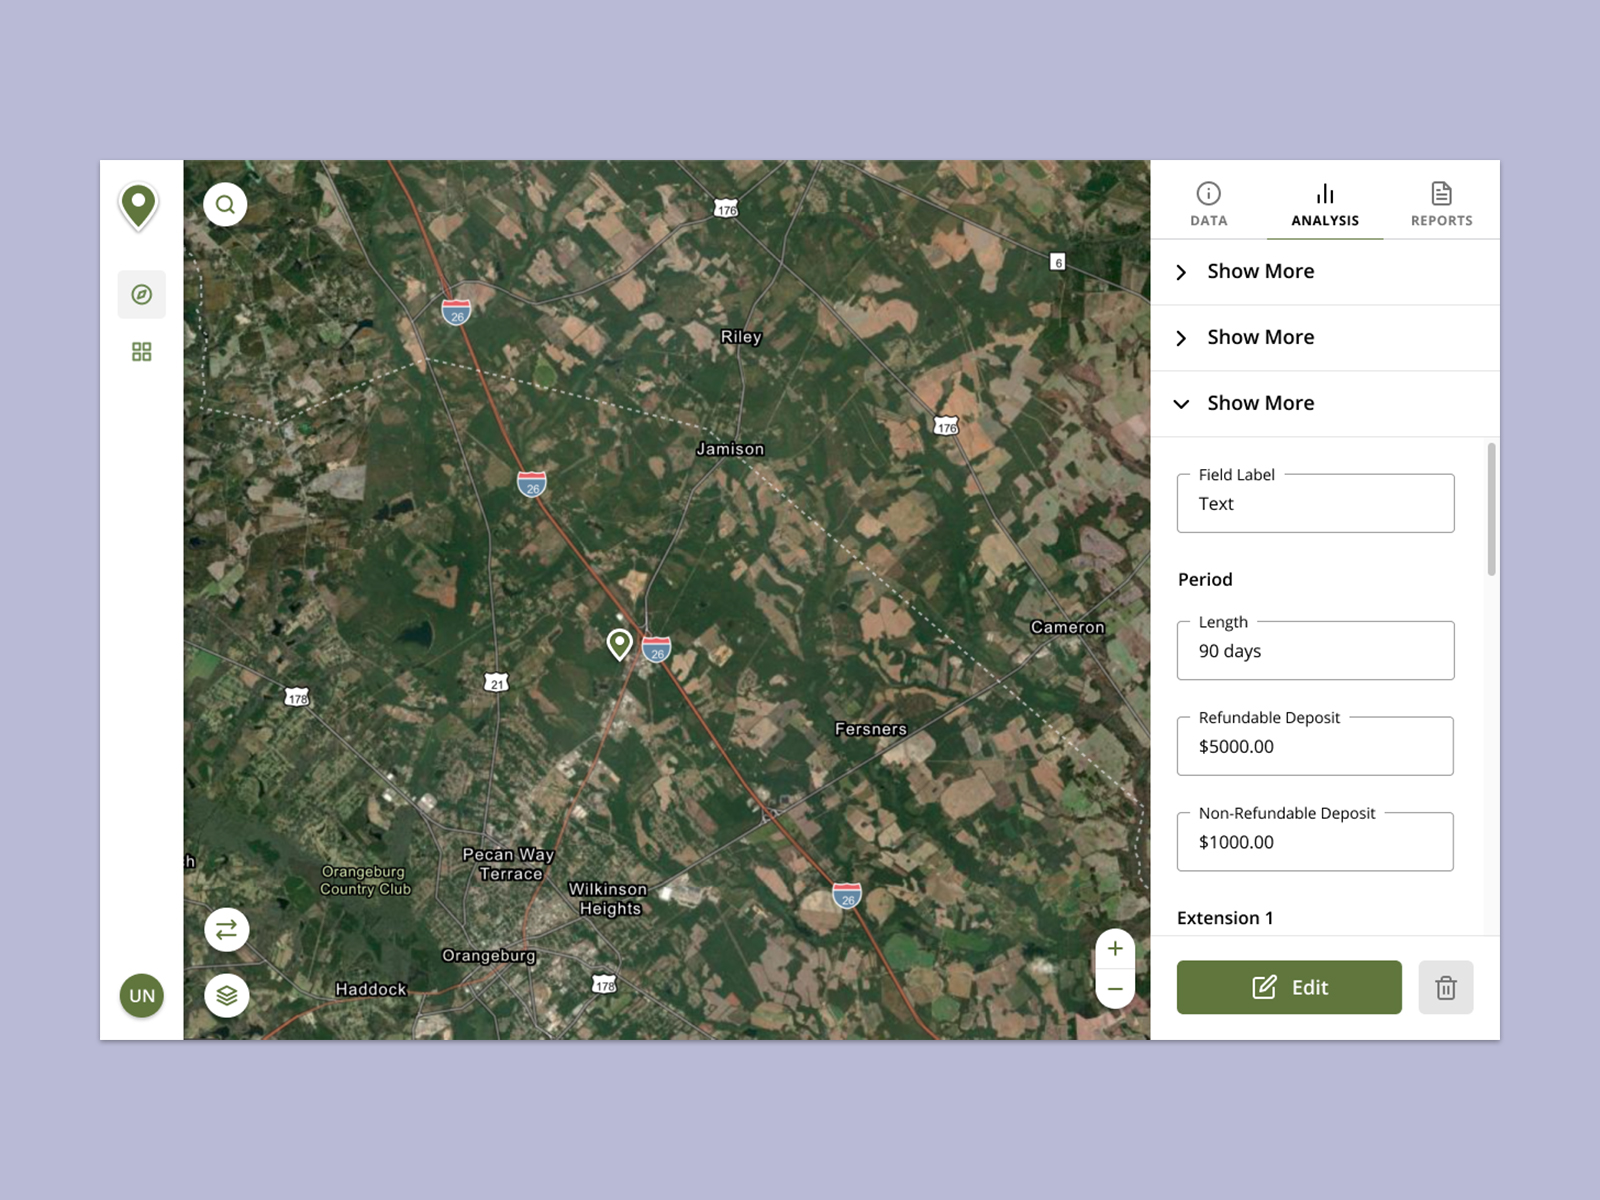 UN
176
6
26
Riley
176
Jamison
26
Cameron
26
21
178
Fersners
h
Pecan Way
Terrace
Orangeburg
Country Club
Wilkinson
Heights
26
Orangeburg
178
Haddock
DATA
ANALYSIS
REPORTS
Show More
Show More
Show More
Field Label
Text
Period
Length
90 days
Refundable Deposit
$5000.00
Non-Refundable Deposit
$1000.00
Extension 1
Edit